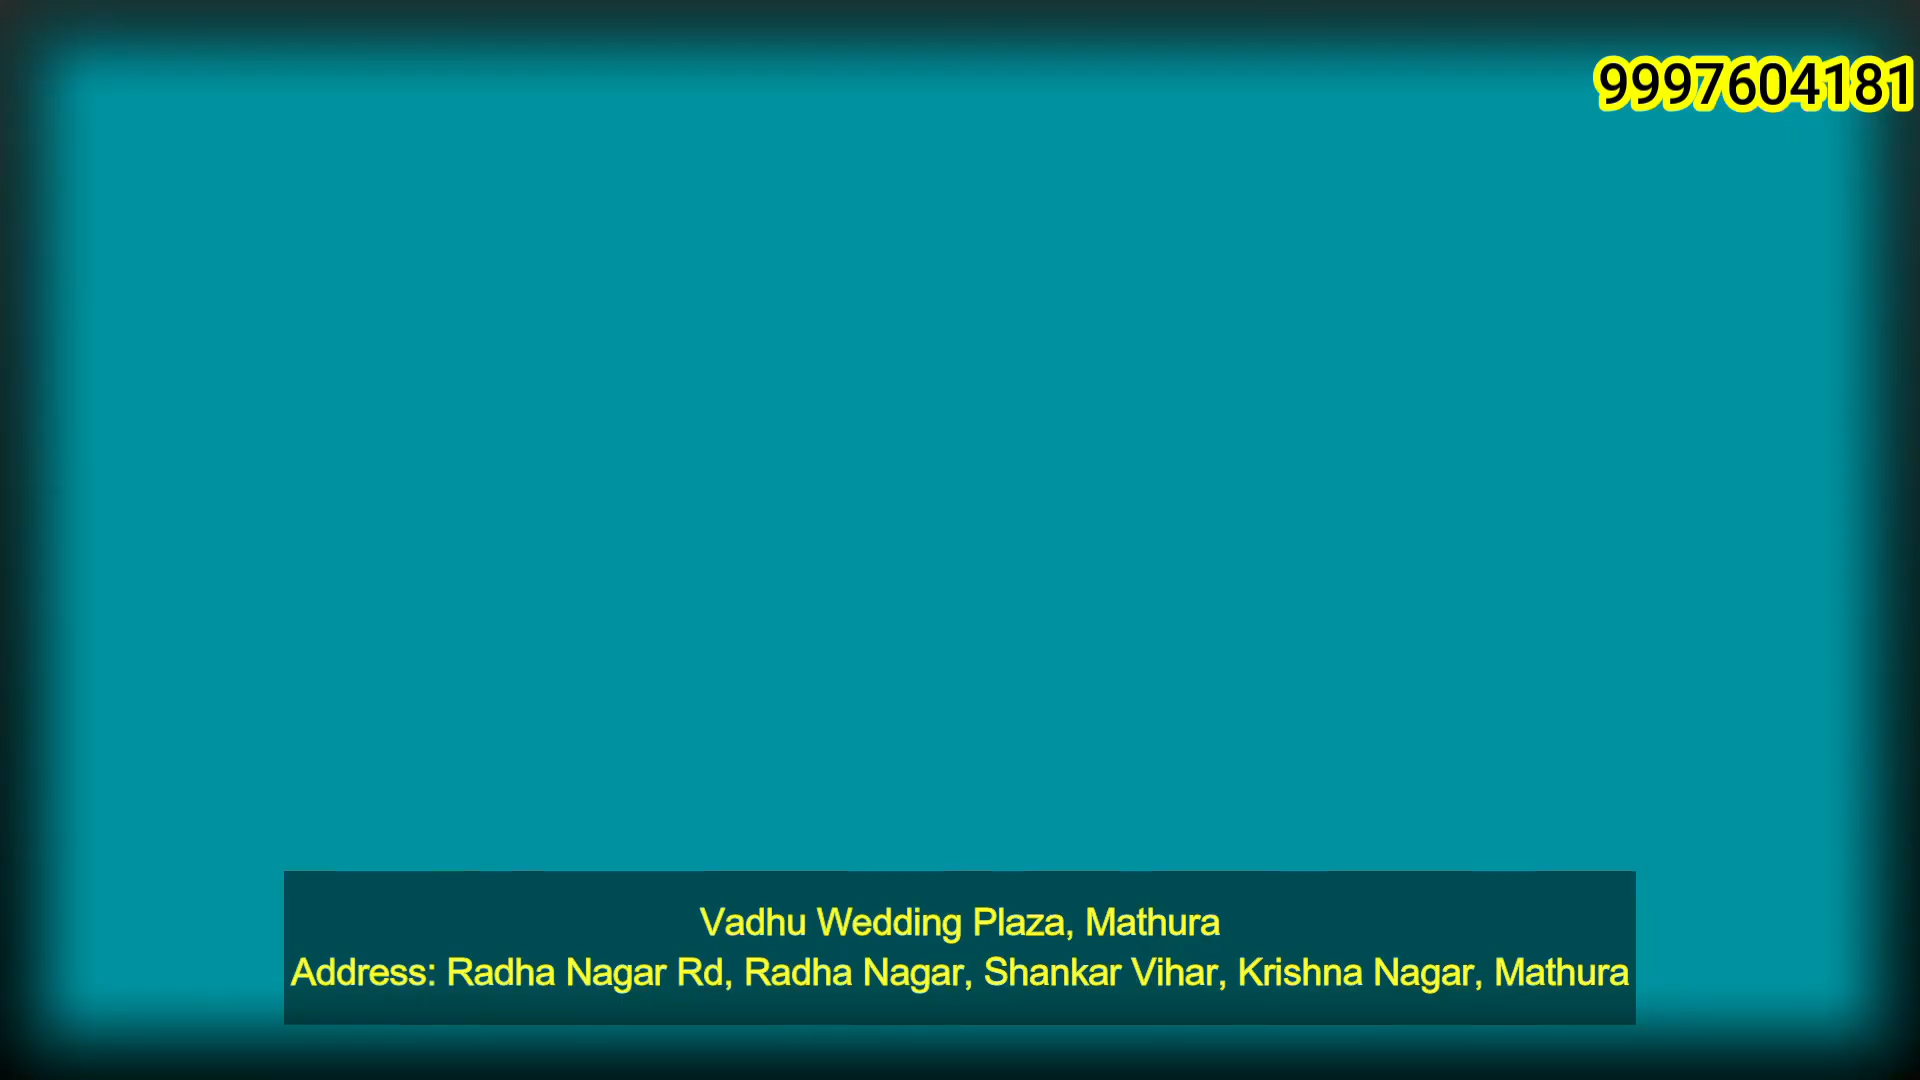 9997604181
Vadhu Wedding Plaza, Mathura
Address: Radha Nagar Rd, Radha Nagar, Shankar Vihar, Krishna Nagar, Mathura